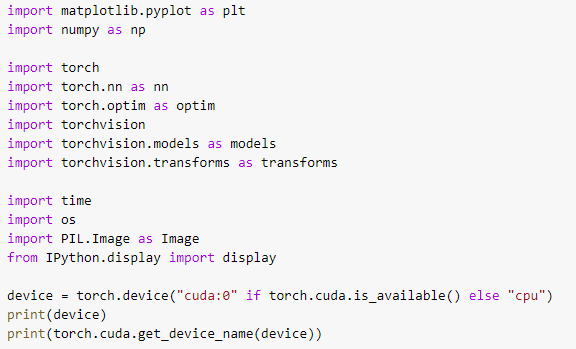 import matplotlib.pyplot as plt
import numpy as np
import torch
import torch.nn as nn
import torch.optim as optim
import torchvision
import torchvision.models as models
import torchvision.transforms as transforms
import time
import os
import PIL.Image as Image
from IPython.display import display
device = torch.device("cuda:0" if torch.cuda.is_available() else "cpu")
print(device)
print(torch.cuda.get_device_name(device))